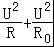 U²/R + U²/R₀